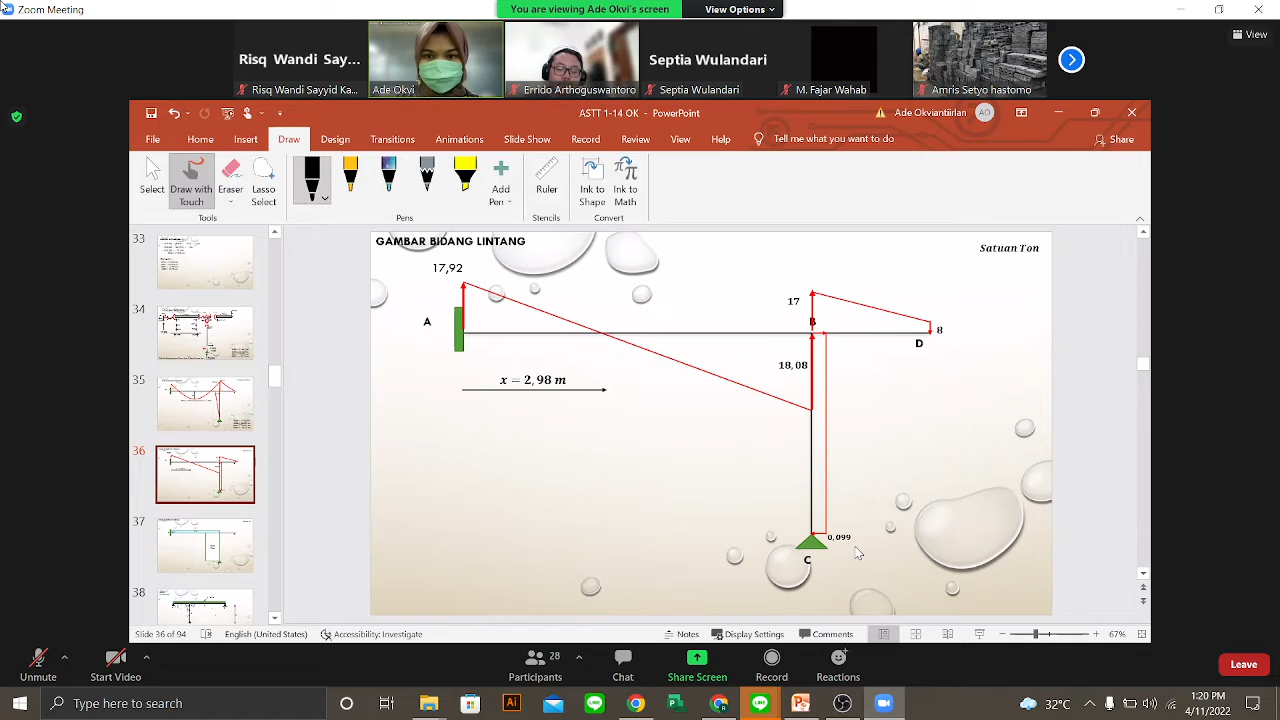 Zoom Meeting
You are viewing Ade Okvi's screen
View Options
Risq Wandi Say...
Septia Wulandari
View
Risq Wandi Sayyid Ka...
Ade Okvi
Errido Arthoguswantoro
Septia Wulandari
M. Fajar Wahab
Amris Setyo hastomo
ASTT 1-14 OK - PowerPoint
Ade Okviantiirlan
AO
File
Home
Insert
Draw
Design
Transitions
Animations
Slide Show
Record
Review
View
Help
Tell me what you want to do
Share
Select
Draw with Touch
Eraser
Lasso Select
Add Pen
Ruler
Ink to Shape
Ink to Math
Tools
Pens
Stencils
Convert
33
34
35
36
37
38
GAMBAR BIDANG LINTANG
Satuan Ton
17,92
17
A
B
8
D
18,08
x = 2,98 m
0,099
C
Slide 36 of 94
English (United States)
Accessibility: Investigate
Notes
Display Settings
Comments
67%
Unmute
Start Video
28
Participants
Chat
Share Screen
Record
Reactions
Leave
Type here to search
Ai
32°C
1:20 PM
4/11/2022